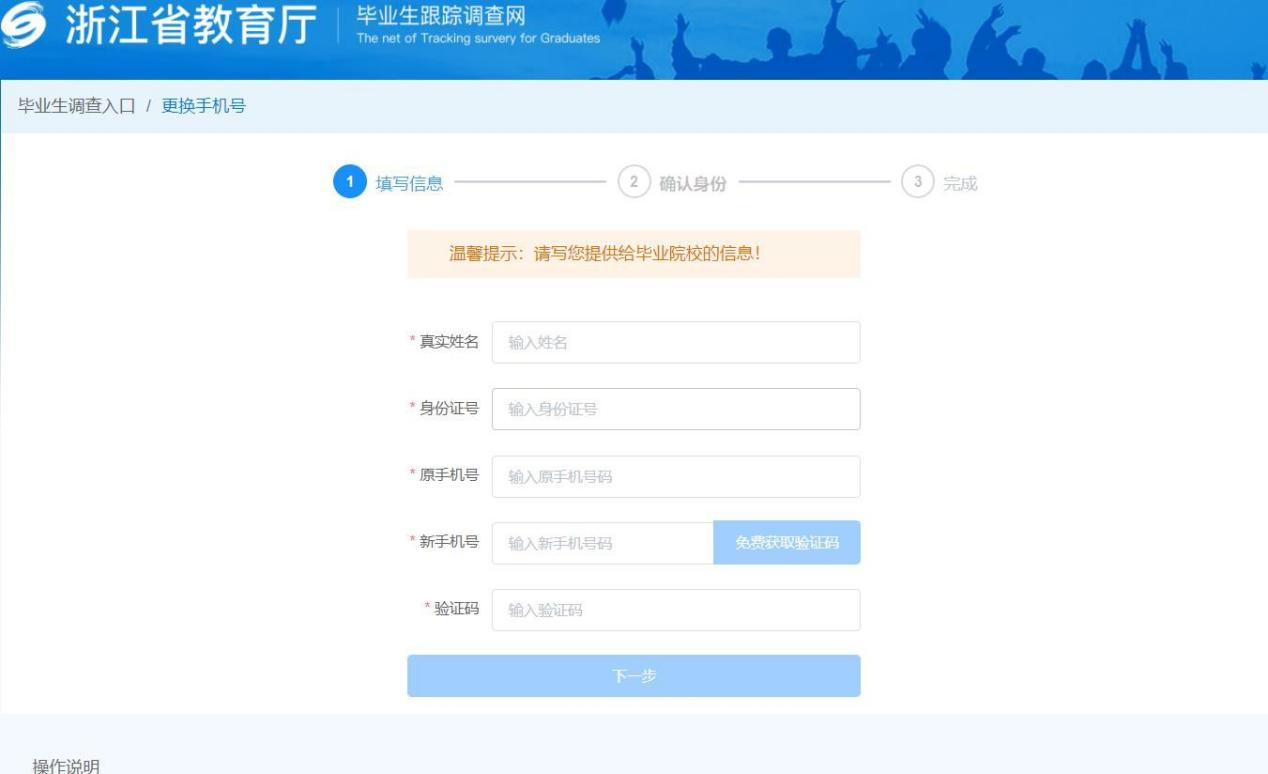 浙江省教育厅
毕业生跟踪调查网
The net of Tracking survery for Graduates
毕业生调查入口 / 更换手机号
1 填写信息 2 确认身份 3 完成
温馨提示：请写您提供给毕业院校的信息！
* 真实姓名 输入姓名
* 身份证号 输入身份证号
* 原手机号 输入原手机号码
* 新手机号 输入新手机号码 免费获取验证码
* 验证码 输入验证码
下一步
操作说明